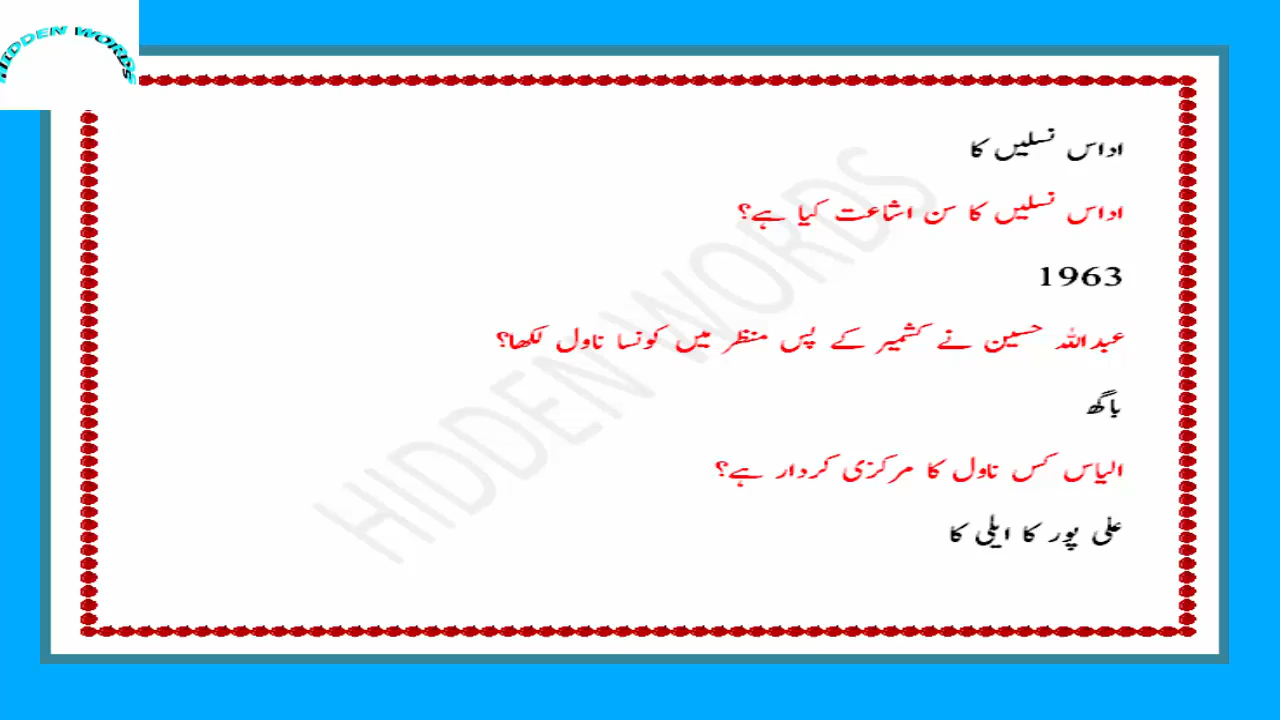 HIDDEN WORDS
اداس نسلیں کا
اداس نسلیں کا سن اشاعت کیا ہے؟
1963
عبداللہ حسین نے کشمیر کے پس منظر میں کونسا ناول لکھا؟
باگھ
الیاس کس ناول کا مرکزی کردار ہے؟
علی پور کا ایلی کا
HIDDEN WORDS